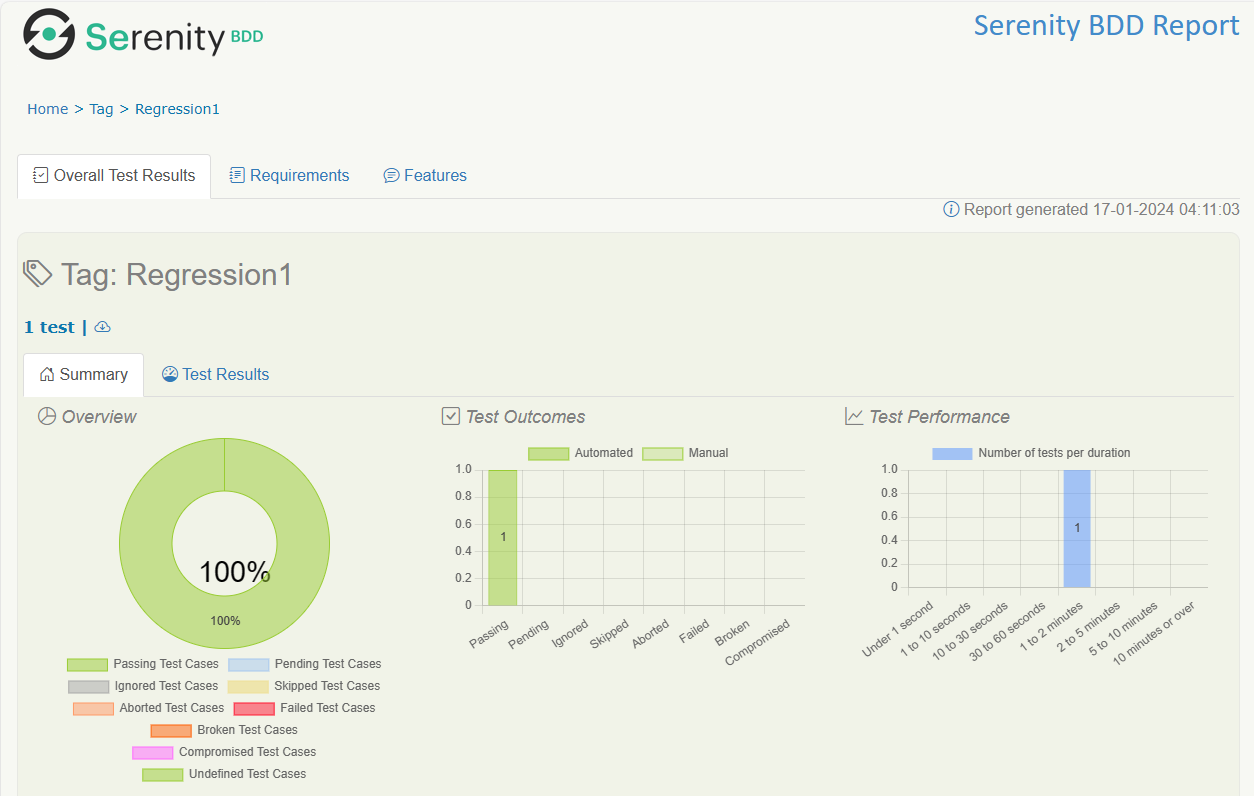 Serenity BDD
Serenity BDD Report
Home > Tag > Regression1
Overall Test Results
Requirements
Features
Report generated 17-01-2024 04:11:03
Tag: Regression1
1 test |
Summary
Test Results
Overview
100%
100%
Passing Test Cases
Pending Test Cases
Ignored Test Cases
Skipped Test Cases
Aborted Test Cases
Failed Test Cases
Broken Test Cases
Compromised Test Cases
Undefined Test Cases
Test Outcomes
Automated
Manual
1.0
0.8
0.6
0.4
0.2
0
1
Passing
Pending
Ignored
Skipped
Aborted
Failed
Broken
Compromised
Test Performance
Number of tests per duration
1.0
0.8
0.6
0.4
0.2
0
1
Under 1 second
1 to 10 seconds
10 to 30 seconds
30 to 60 seconds
1 to 2 minutes
2 to 5 minutes
5 to 10 minutes
10 minutes or over